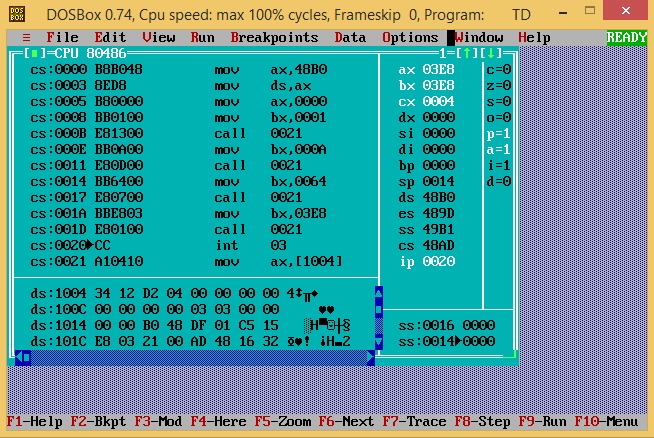 DOSBox 0.74, Cpu speed: max 100% cycles, Frameskip 0, Program: TD
≡ File Edit View Run Breakpoints Data Options Window Help READY
[■]=CPU 80486 1=[↑][↓]
cs:0000 B8B048 mov ax,48B0 ax 03E8 c=0
cs:0003 8ED8 mov ds,ax bx 03E8 z=0
cs:0005 B80000 mov ax,0000 cx 0004 s=0
cs:0008 BB0100 mov bx,0001 dx 0000 o=0
cs:000B E81300 call 0021 si 0000 p=1
cs:000E BB0A00 mov bx,000A di 0000 a=1
cs:0011 E80D00 call 0021 bp 0000 i=1
cs:0014 BB6400 mov bx,0064 sp 0014 d=0
cs:0017 E80700 call 0021 ds 48B0
cs:001A BBE803 mov bx,03E8 es 489D
cs:001D E80100 call 0021 ss 49B1
cs:0020►CC int 03 cs 48AD
cs:0021 A10410 mov ax,[1004] ip 0020
ds:1004 34 12 D2 04 00 00 00 00 4↕╥♦
ds:100C 00 00 00 00 03 03 00 00 ♥♥
ds:1014 00 00 B0 48 DF 01 C5 15 ░H▀☺┼§ ss:0016 0000
ds:101C E8 03 21 00 AD 48 16 32 Φ♥! ¡H▬2 ss:0014►0000
F1-Help F2-Bkpt F3-Mod F4-Here F5-Zoom F6-Next F7-Trace F8-Step F9-Run F10-Menu